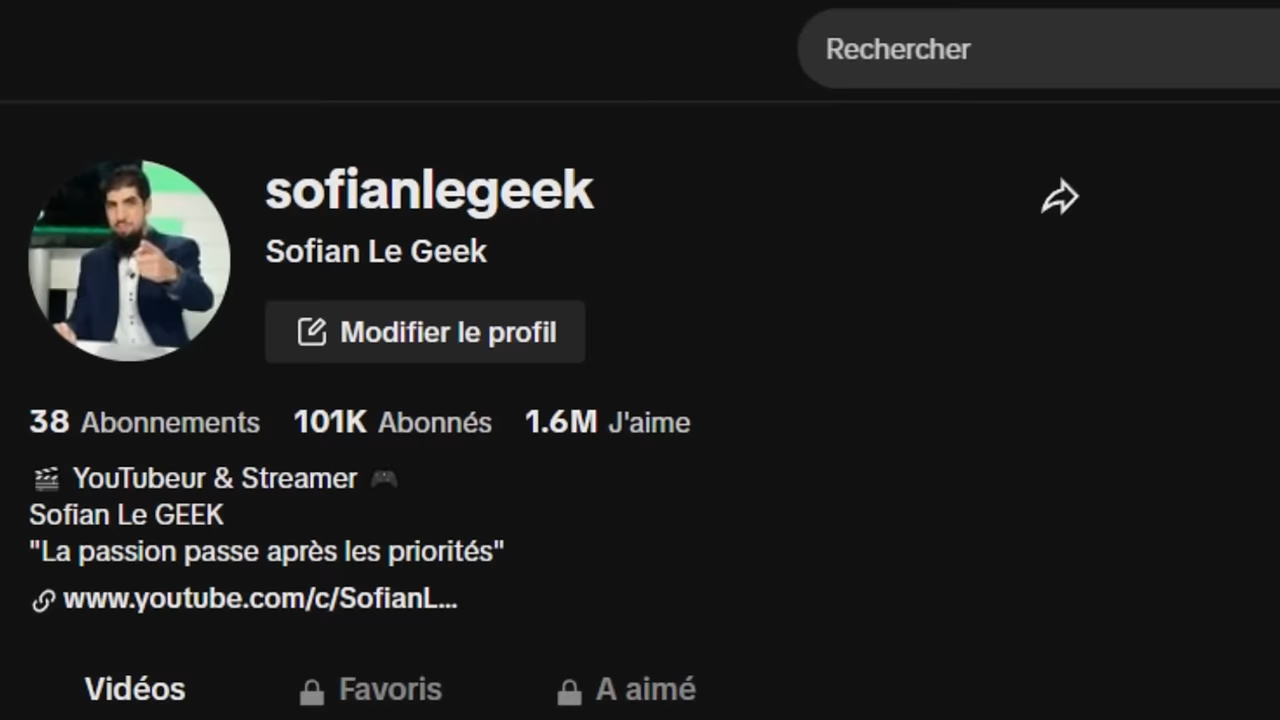 Rechercher
sofianlegeek
Sofian Le Geek
Modifier le profil
38 Abonnements 101K Abonnés 1.6M J'aime
🎬 YouTubeur & Streamer 🎮
Sofian Le GEEK
"La passion passe après les priorités"
www.youtube.com/c/SofianL...
Vidéos Favoris A aimé